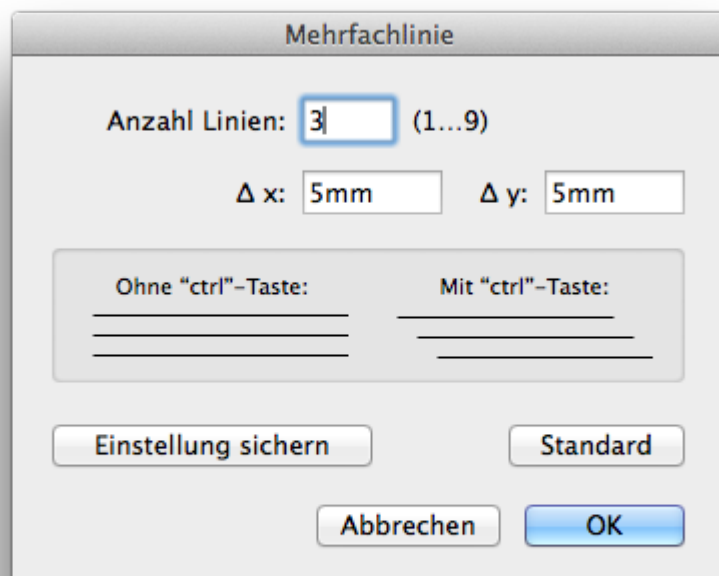 Mehrfachlinie
Anzahl Linien: 3 (1...9)
Δ x: 5mm Δ y: 5mm
Ohne “ctrl”-Taste: Mit “ctrl”-Taste:
Einstellung sichern Standard
Abbrechen OK